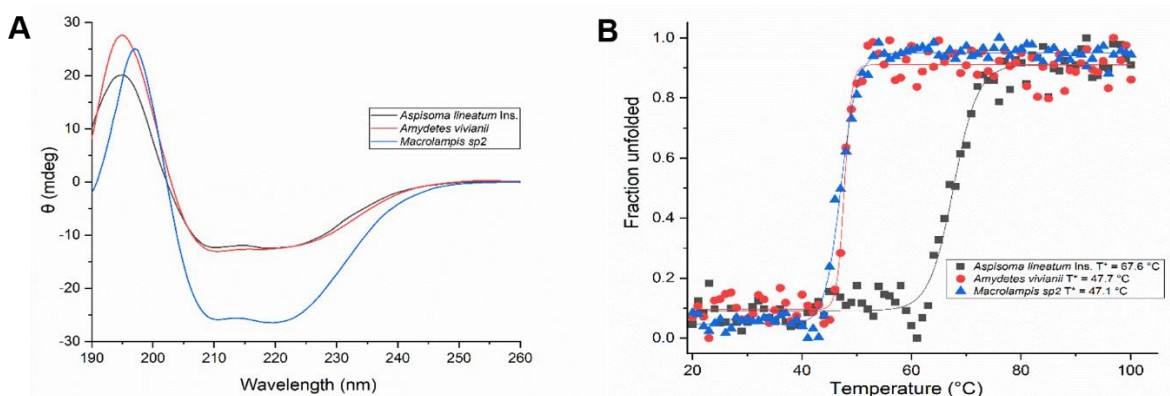 A
30
20
10
0
-10
-20
-30
θ (mdeg)
190 200 210 220 230 240 250 260
Wavelength (nm)
Aspisoma lineatum Ins.
Amydetes vivianii
Macrolampis sp2
B
1.0
0.8
0.6
0.4
0.2
0.0
Fraction unfolded
20 40 60 80 100
Temperature (°C)
Aspisoma lineatum Ins. T* = 67.6 °C
Amydetes vivianii T* = 47.7 °C
Macrolampis sp2 T* = 47.1 °C